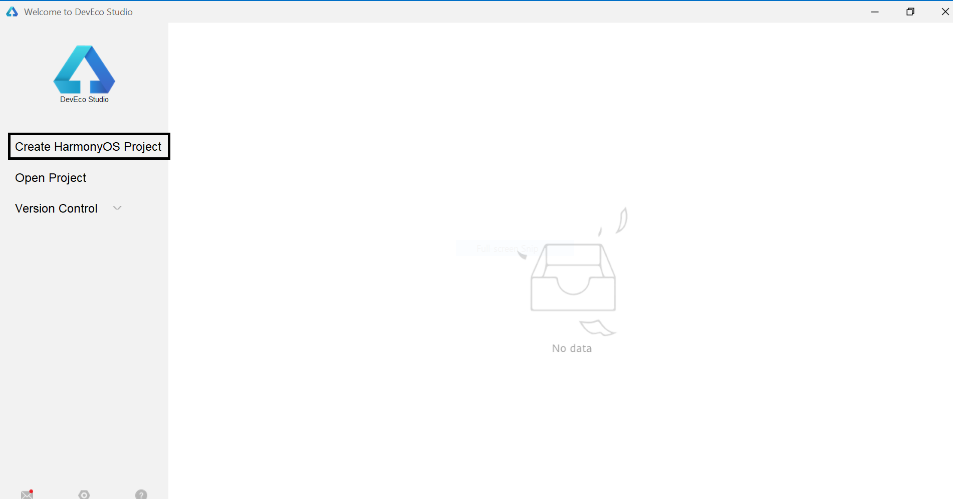 Welcome to DevEco Studio
DevEco Studio
Create HarmonyOS Project
Open Project
Version Control
No data
?